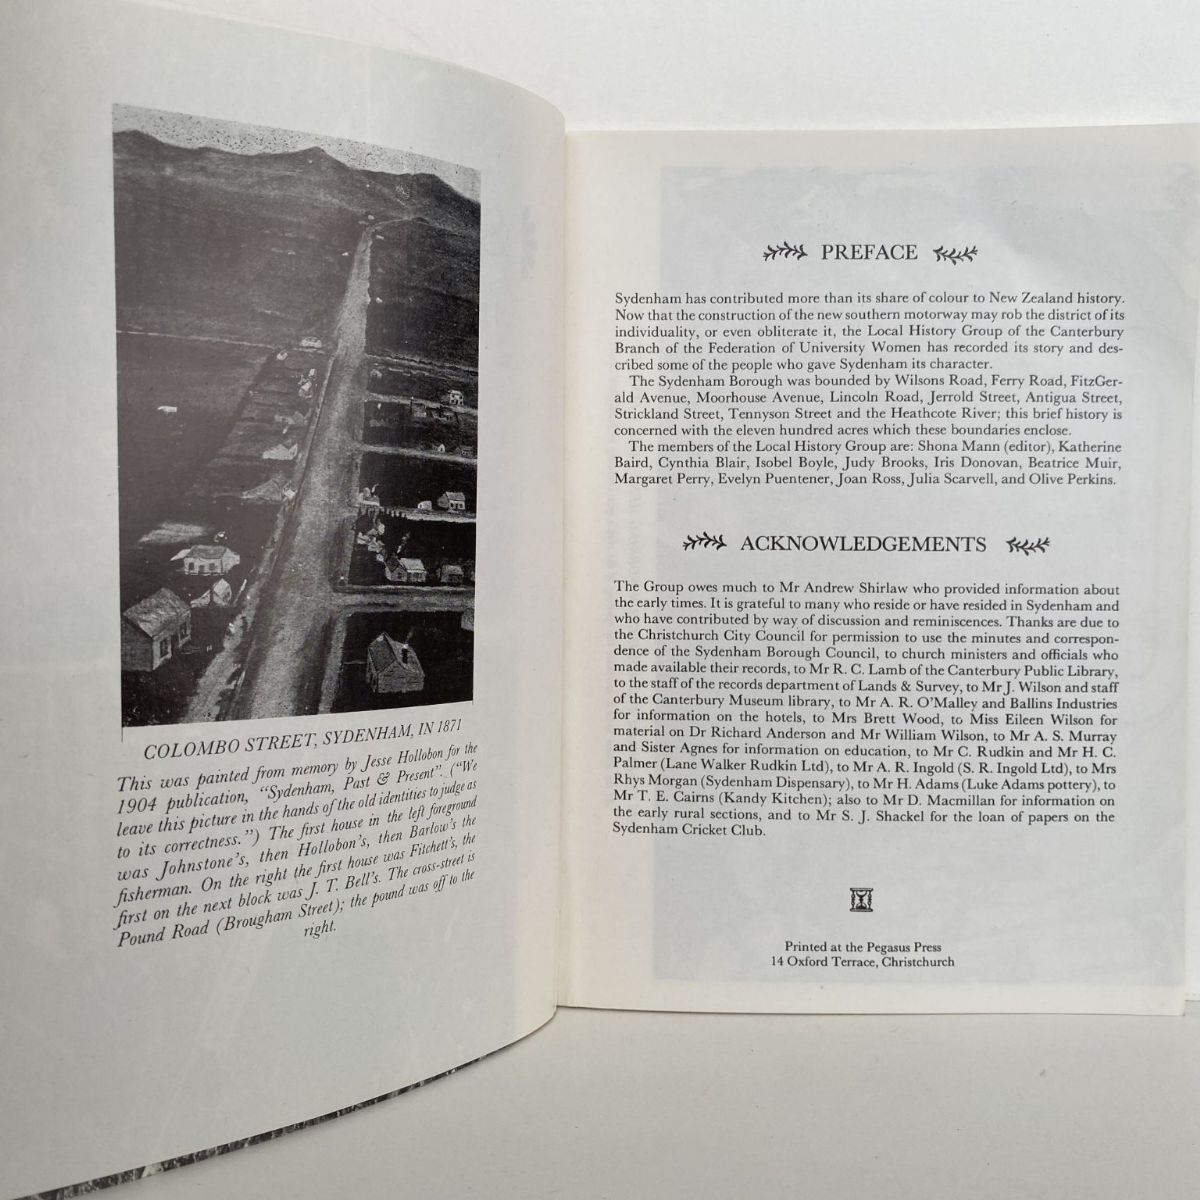 COLOMBO STREET, SYDENHAM, IN 1871
This was painted from memory by Jesse Hollobon for the
1904 publication, "Sydenham, Past & Present". ("We
leave this picture in the hands of the old identities to judge as
to its correctness.") The first house in the left foreground
was Johnstone's, then Hollobon's, then Barlow's the
fisherman. On the right the first house was Fitchett's, the
first on the next block was J. T. Bell's. The cross-street is
Pound Road (Brougham Street); the pound was off to the
right.
PREFACE
Sydenham has contributed more than its share of colour to New Zealand history.
Now that the construction of the new southern motorway may rob the district of its
individuality, or even obliterate it, the Local History Group of the Canterbury
Branch of the Federation of University Women has recorded its story and des-
cribed some of the people who gave Sydenham its character.
The Sydenham Borough was bounded by Wilsons Road, Ferry Road, FitzGer-
ald Avenue, Moorhouse Avenue, Lincoln Road, Jerrold Street, Antigua Street,
Strickland Street, Tennyson Street and the Heathcote River; this brief history is
concerned with the eleven hundred acres which these boundaries enclose.
The members of the Local History Group are: Shona Mann (editor), Katherine
Baird, Cynthia Blair, Isobel Boyle, Judy Brooks, Iris Donovan, Beatrice Muir,
Margaret Perry, Evelyn Puentener, Joan Ross, Julia Scarvell, and Olive Perkins.
ACKNOWLEDGEMENTS
The Group owes much to Mr Andrew Shirlaw who provided information about
the early times. It is grateful to many who reside or have resided in Sydenham and
who have contributed by way of discussion and reminiscences. Thanks are due to
the Christchurch City Council for permission to use the minutes and correspon-
dence of the Sydenham Borough Council, to church ministers and officials who
made available their records, to Mr R. C. Lamb of the Canterbury Public Library,
to the staff of the records department of Lands & Survey, to Mr J. Wilson and staff
of the Canterbury Museum library, to Mr A. R. O'Malley and Ballins Industries
for information on the hotels, to Mrs Brett Wood, to Miss Eileen Wilson for
material on Dr Richard Anderson and Mr William Wilson, to Mr A. S. Murray
and Sister Agnes for information on education, to Mr C. Rudkin and Mr H. C.
Palmer (Lane Walker Rudkin Ltd), to Mr A. R. Ingold (S. R. Ingold Ltd), to Mrs
Rhys Morgan (Sydenham Dispensary), to Mr H. Adams (Luke Adams pottery), to
Mr T. E. Cairns (Kandy Kitchen); also to Mr D. Macmillan for information on
the early rural sections, and to Mr S. J. Shackel for the loan of papers on the
Sydenham Cricket Club.
Printed at the Pegasus Press
14 Oxford Terrace, Christchurch